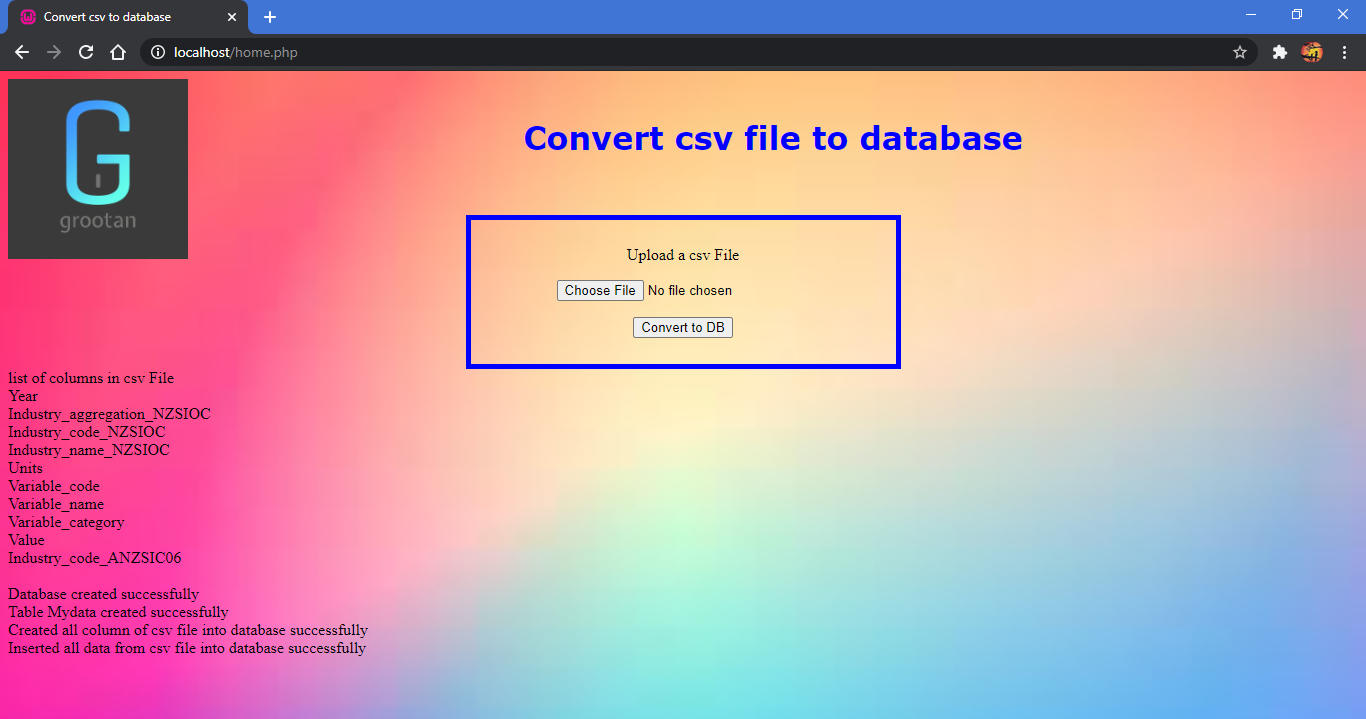 Convert csv to database
localhost/home.php
grootan
Convert csv file to database
Upload a csv File
Choose File No file chosen
Convert to DB
list of columns in csv File
Year
Industry_aggregation_NZSIOC
Industry_code_NZSIOC
Industry_name_NZSIOC
Units
Variable_code
Variable_name
Variable_category
Value
Industry_code_ANZSIC06
Database created successfully
Table Mydata created successfully
Created all column of csv file into database successfully
Inserted all data from csv file into database successfully